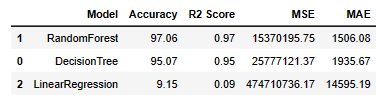 Model Accuracy R2 Score MSE MAE
1 RandomForest 97.06 0.97 15370195.75 1506.08
0 DecisionTree 95.07 0.95 25777121.37 1935.67
2 LinearRegression 9.15 0.09 474710736.17 14595.19